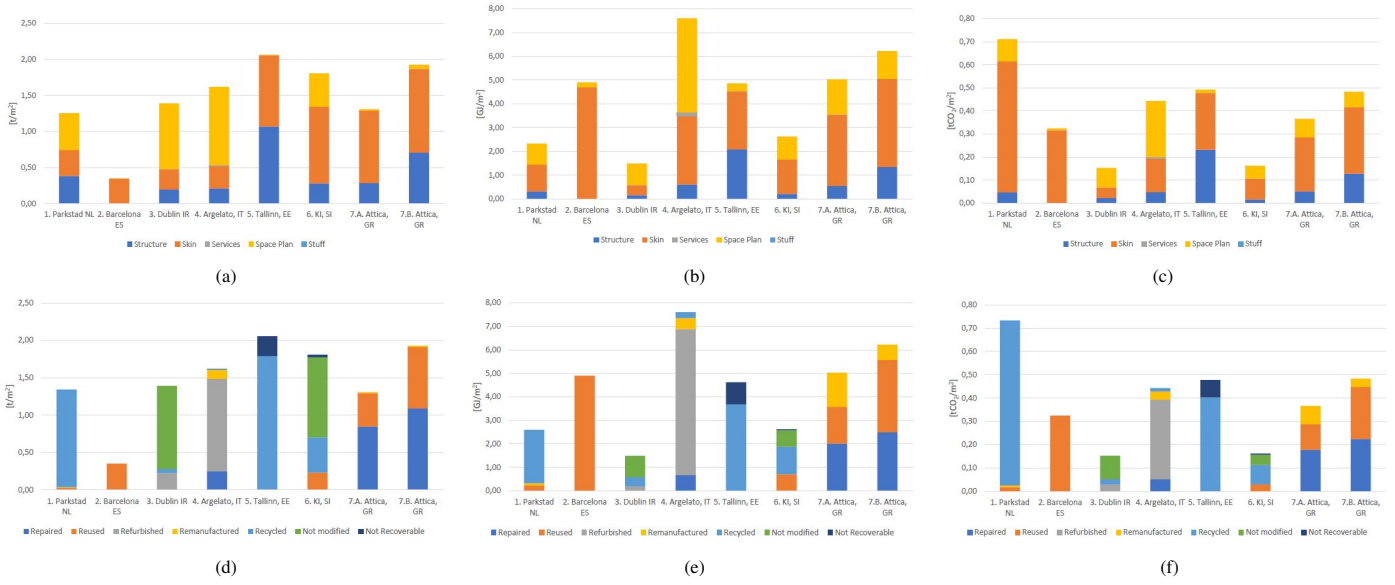 2,50
2,00
1,50
1,00
0,50
0,00
[t/m²]
1. Parkstad NL
2. Barcelona ES
3. Dublin IR
4. Argelato, IT
5. Tallinn, EE
6. KI, SI
7.A. Attica, GR
7.B. Attica, GR
Structure Skin Services Space Plan Stuff
(a)
8,00
7,00
6,00
5,00
4,00
3,00
2,00
1,00
0,00
[GJ/m²]
1. Parkstad NL
2. Barcelona ES
3. Dublin IR
4. Argelato, IT
5. Tallinn, EE
6. KI, SI
7.A. Attica, GR
7.B. Attica, GR
Structure Skin Services Space Plan Stuff
(b)
0,80
0,70
0,60
0,50
0,40
0,30
0,20
0,10
0,00
[tCO₂/m²]
1. Parkstad NL
2. Barcelona ES
3. Dublin IR
4. Argelato, IT
5. Tallinn, EE
6. KI, SI
7.A. Attica, GR
7.B. Attica, GR
Structure Skin Services Space Plan Stuff
(c)
2,50
2,00
1,50
1,00
0,50
0,00
[t/m²]
1. Parkstad NL
2. Barcelona ES
3. Dublin IR
4. Argelato, IT
5. Tallinn, EE
6. KI, SI
7.A. Attica, GR
7.B. Attica, GR
Repaired Reused Refurbished Remanufactured Recycled Not modified Not Recoverable
(d)
8,00
7,00
6,00
5,00
4,00
3,00
2,00
1,00
0,00
[GJ/m²]
1. Parkstad NL
2. Barcelona ES
3. Dublin IR
4. Argelato, IT
5. Tallinn, EE
6. KI, SI
7.A. Attica, GR
7.B. Attica, GR
Repaired Reused Refurbished Remanufactured Recycled Not modified Not Recoverable
(e)
0,80
0,70
0,60
0,50
0,40
0,30
0,20
0,10
0,00
[tCO₂/m²]
1. Parkstad NL
2. Barcelona ES
3. Dublin IR
4. Argelato, IT
5. Tallinn, EE
6. KI, SI
7.A. Attica, GR
7.B. Attica, GR
Repaired Reused Refurbished Remanufactured Recycled Not modified Not Recoverable
(f)